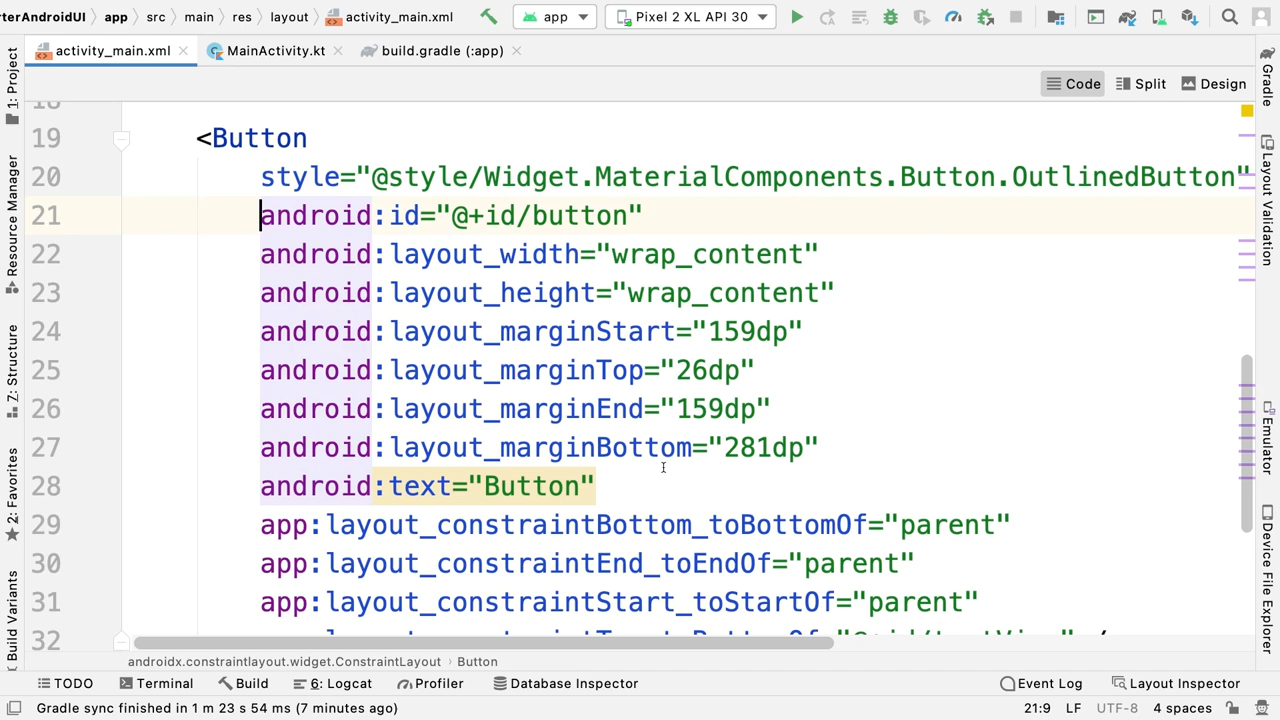 rterAndroidUI app src main res layout activity_main.xml app Pixel 2 XL API 30
activity_main.xml MainActivity.kt build.gradle (:app)
Code Split Design
19 <Button
20 style="@style/Widget.MaterialComponents.Button.OutlinedButton"
21 android:id="@+id/button"
22 android:layout_width="wrap_content"
23 android:layout_height="wrap_content"
24 android:layout_marginStart="159dp"
25 android:layout_marginTop="26dp"
26 android:layout_marginEnd="159dp"
27 android:layout_marginBottom="281dp"
28 android:text="Button"
29 app:layout_constraintBottom_toBottomOf="parent"
30 app:layout_constraintEnd_toEndOf="parent"
31 app:layout_constraintStart_toStartOf="parent"
32
androidx.constraintlayout.widget.ConstraintLayout › Button
TODO Terminal Build 6: Logcat Profiler Database Inspector Event Log Layout Inspector
Gradle sync finished in 1 m 23 s 54 ms (7 minutes ago) 21:9 LF UTF-8 4 spaces
1: Project
Resource Manager
Z: Structure
2: Favorites
Build Variants
Gradle
Layout Validation
Emulator
Device File Explorer